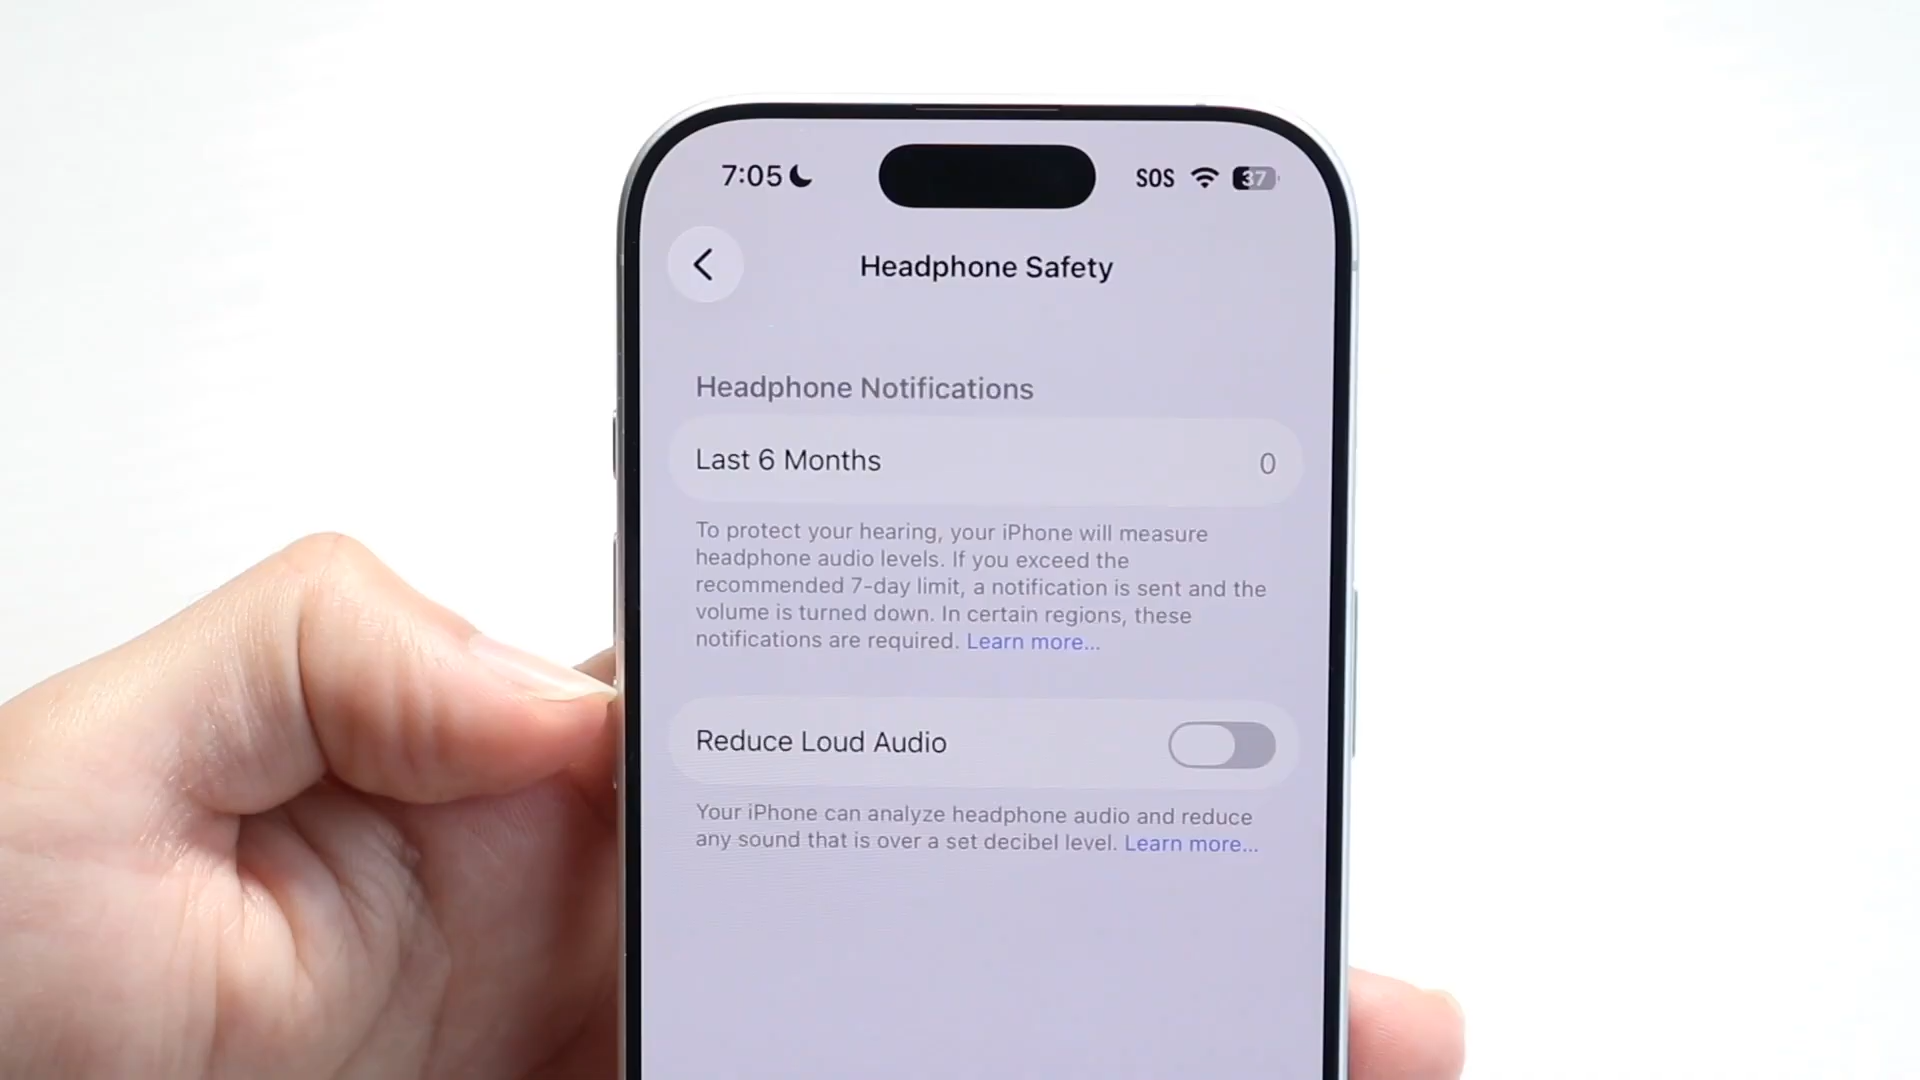 7:05
SOS
37
Headphone Safety
Headphone Notifications
Last 6 Months 0
To protect your hearing, your iPhone will measure
headphone audio levels. If you exceed the
recommended 7-day limit, a notification is sent and the
volume is turned down. In certain regions, these
notifications are required. Learn more...
Reduce Loud Audio
Your iPhone can analyze headphone audio and reduce
any sound that is over a set decibel level. Learn more...